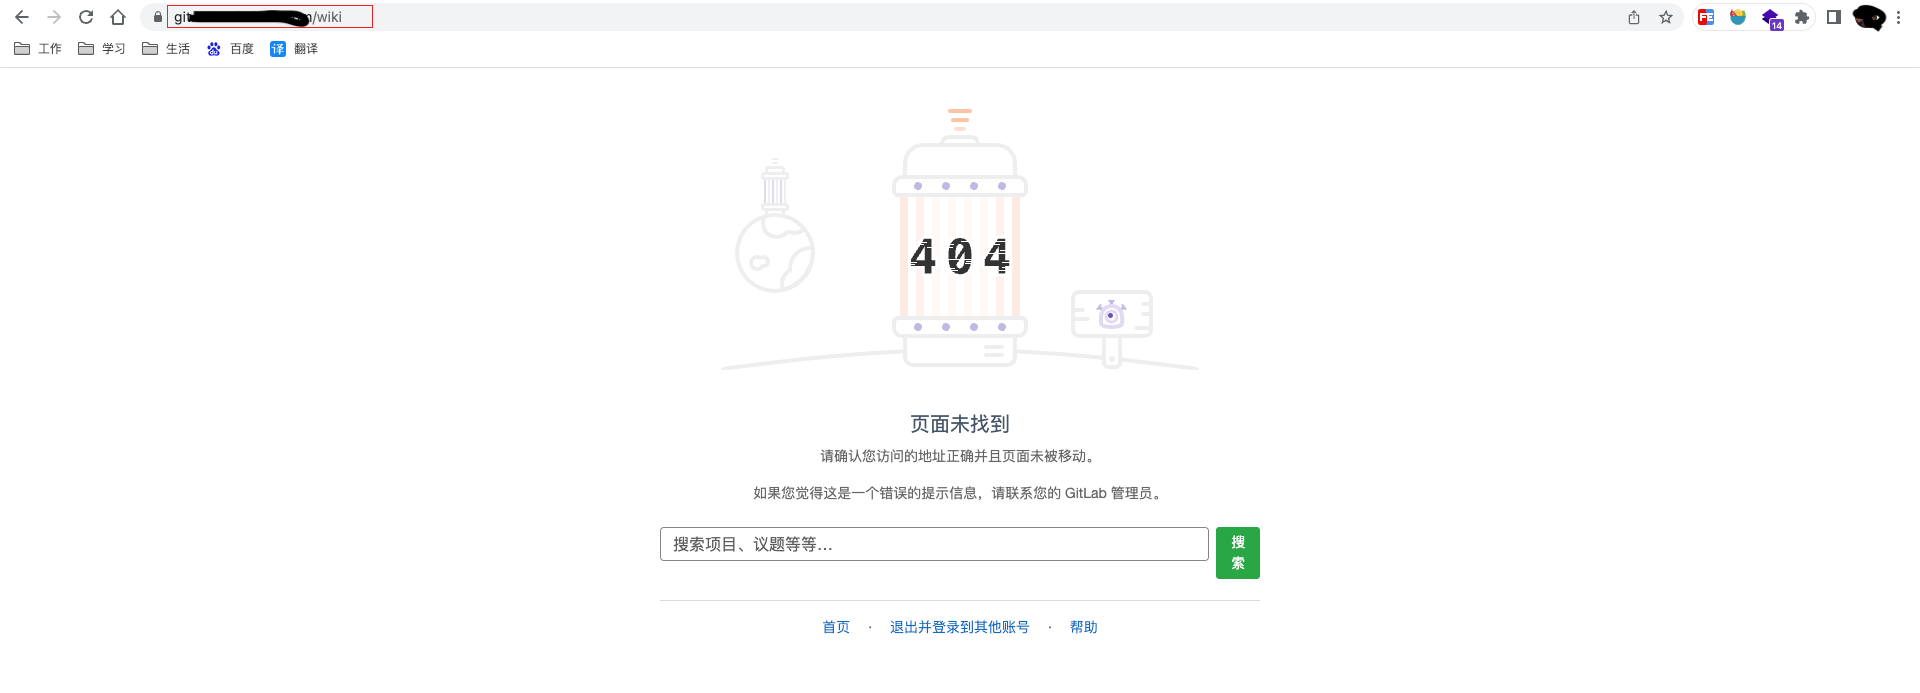 git
/wiki
FE
14
工作
学习
生活
百度
译
翻译
404
页面未找到
请确认您访问的地址正确并且页面未被移动。
如果您觉得这是一个错误的提示信息，请联系您的 GitLab 管理员。
搜索项目、议题等等...
搜
索
首页 · 退出并登录到其他账号 · 帮助